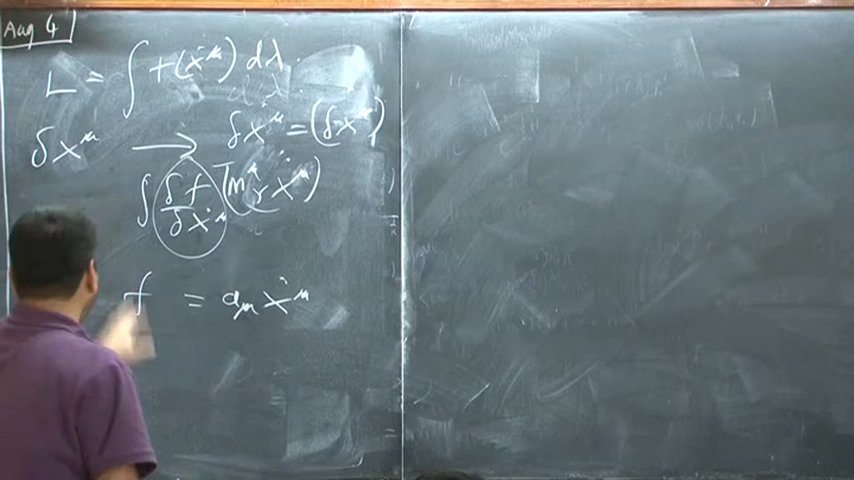 Aug 4
L = ∫ f(ẋ^μ) dλ.
δx^μ → δẋ^μ = (δx^μ)˙
∫ δf/δẋ^μ (m^μ_ν ẋ^μ)
f = a_μ ẋ^μ